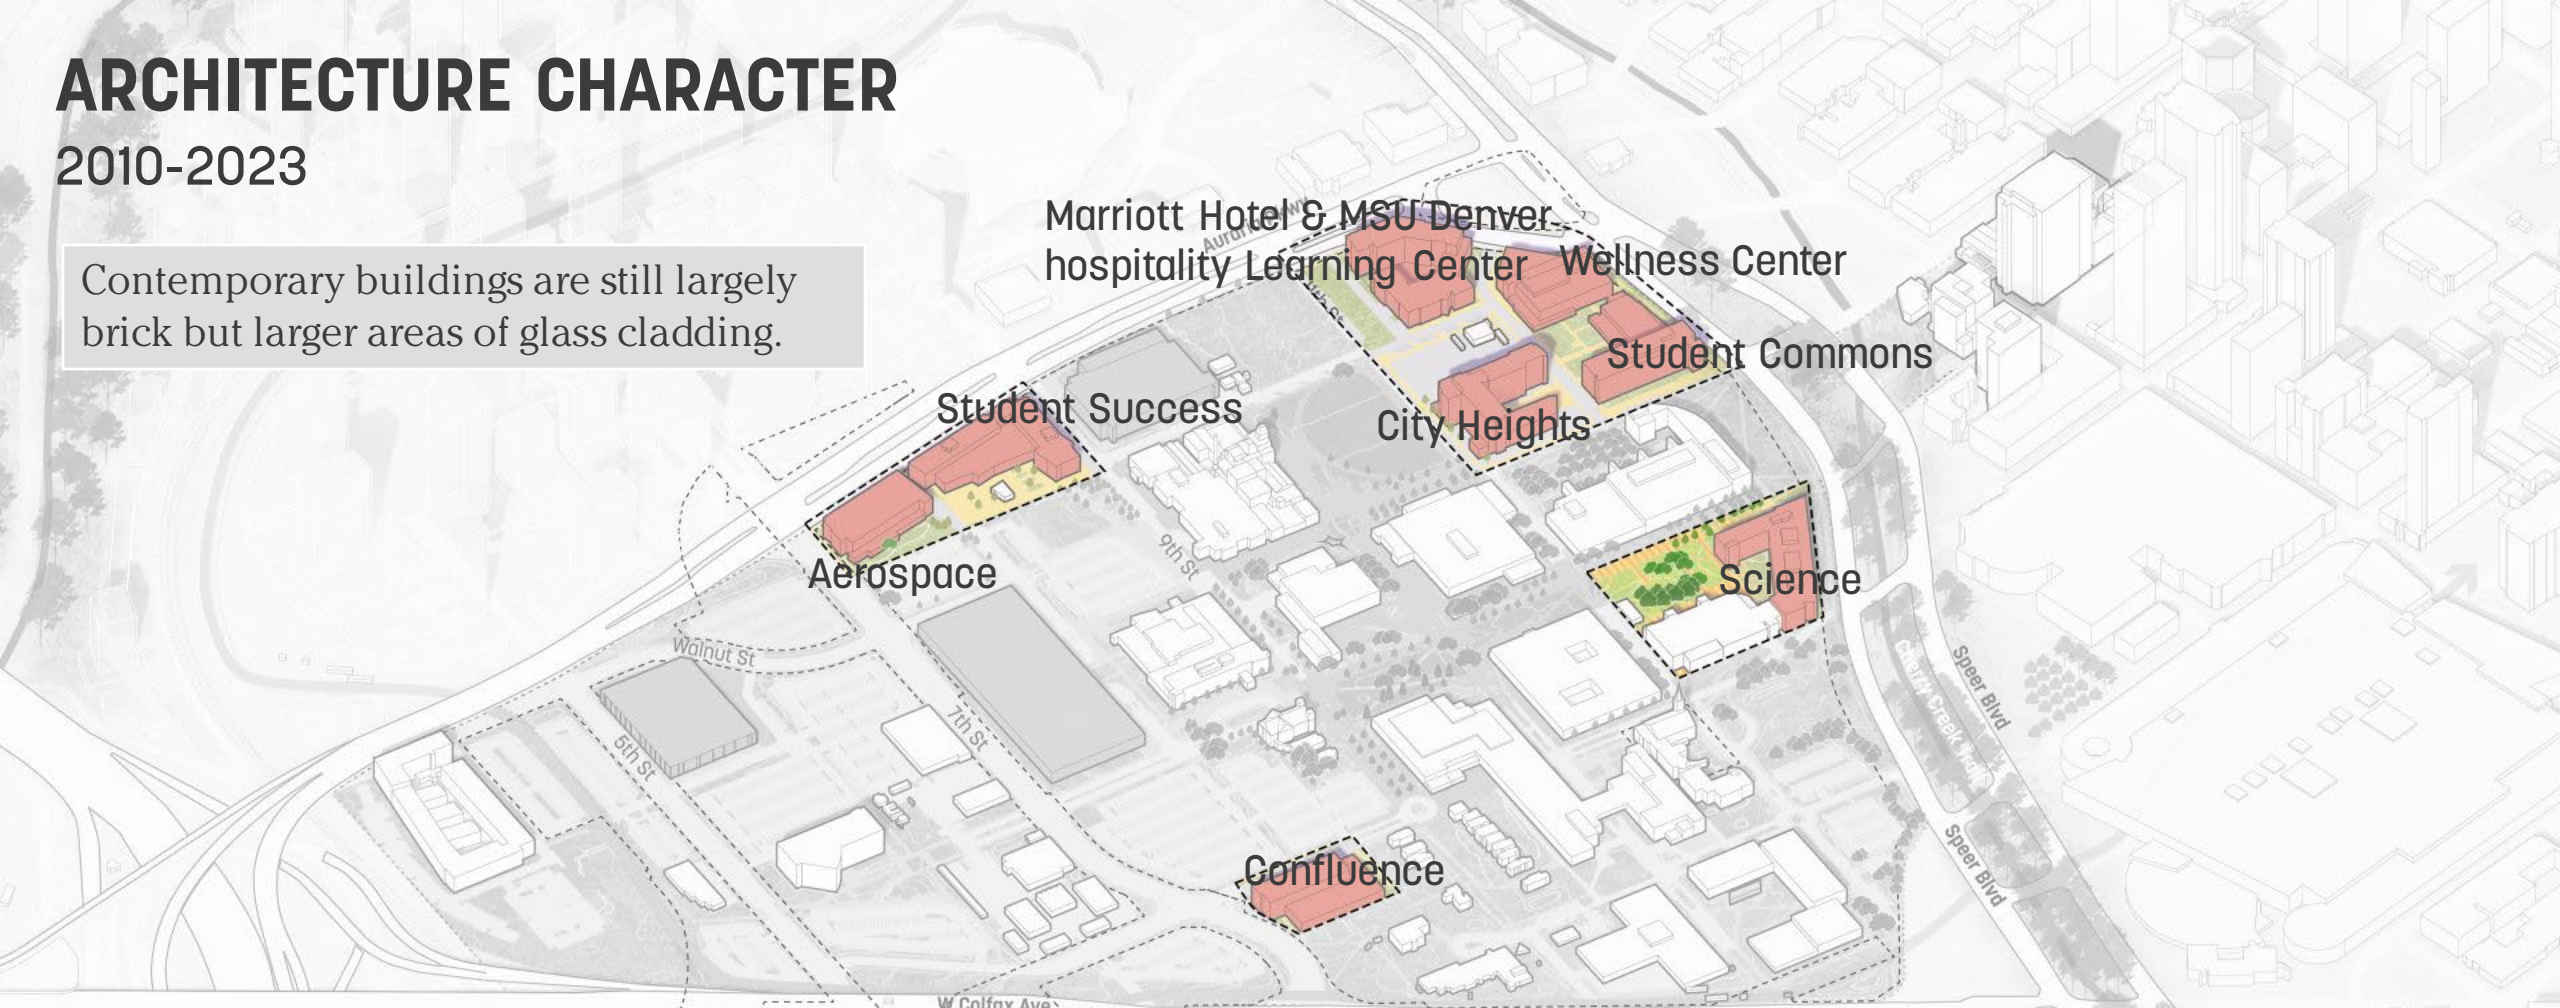 ARCHITECTURE CHARACTER
2010-2023
Contemporary buildings are still largely
brick but larger areas of glass cladding.
Marriott Hotel & MSU Denver
hospitality Learning Center
Auraria Pkwy
Wellness Center
Student Commons
City Heights
Student Success
Aerospace
9th St
Science
Walnut St
7th St
5th St
Speer Blvd
Cherry Creek
Speer Blvd
Confluence
W Colfax Ave